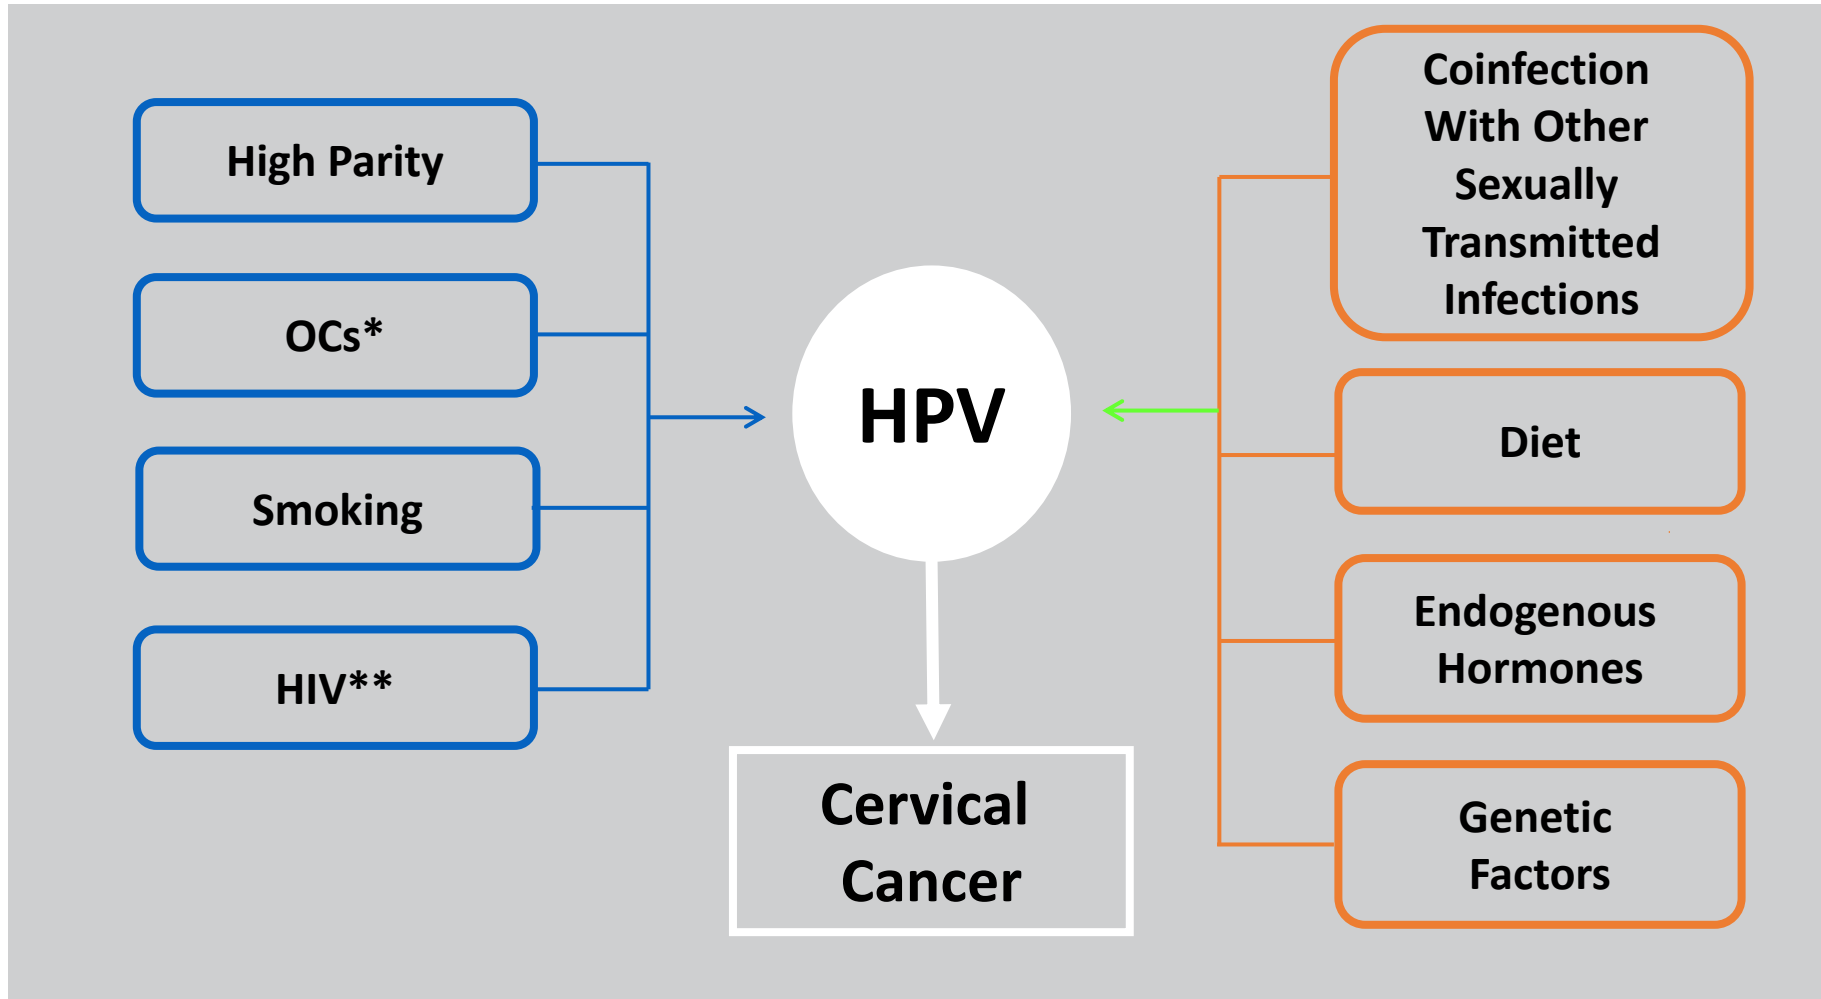 High Parity
OCs*
Smoking
HIV**
HPV
Cervical
Cancer
Coinfection
With Other
Sexually
Transmitted
Infections
Diet
Endogenous
Hormones
Genetic
Factors